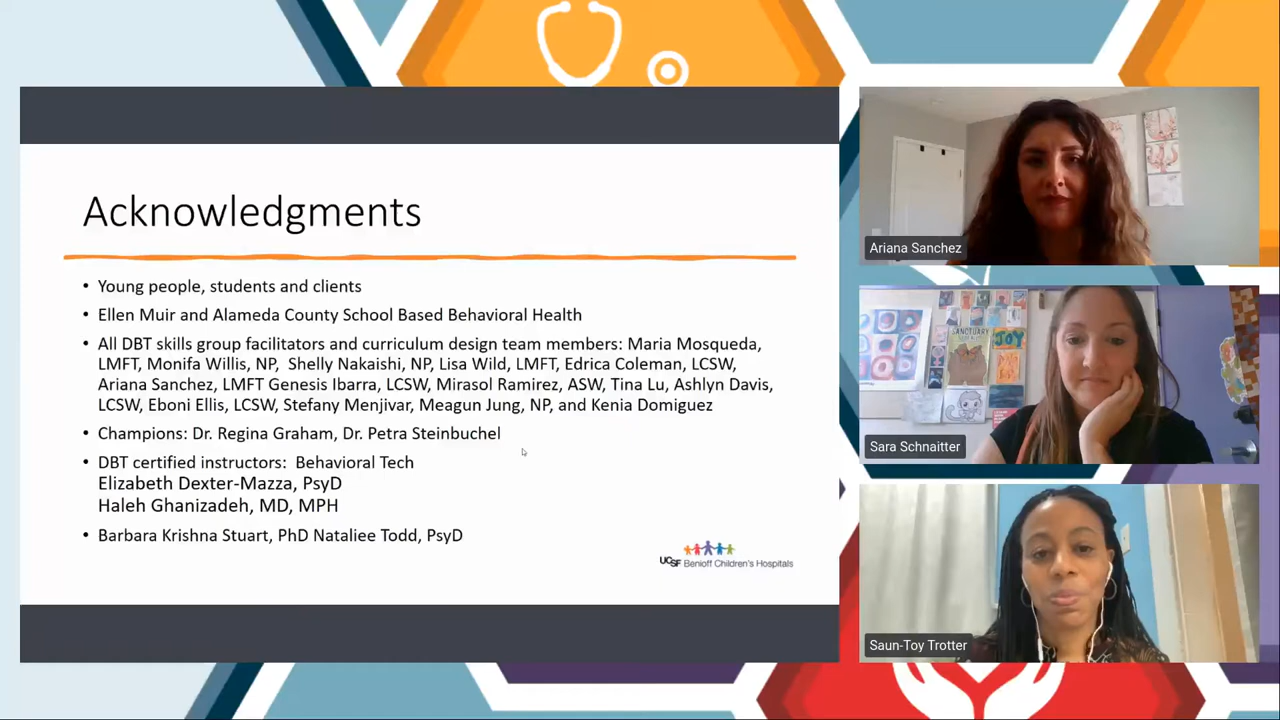 Acknowledgments
• Young people, students and clients
• Ellen Muir and Alameda County School Based Behavioral Health
• All DBT skills group facilitators and curriculum design team members: Maria Mosqueda,
LMFT, Monifa Willis, NP, Shelly Nakaishi, NP, Lisa Wild, LMFT, Edrica Coleman, LCSW,
Ariana Sanchez, LMFT Genesis Ibarra, LCSW, Mirasol Ramirez, ASW, Tina Lu, Ashlyn Davis,
LCSW, Eboni Ellis, LCSW, Stefany Menjivar, Meagun Jung, NP, and Kenia Domiguez
• Champions: Dr. Regina Graham, Dr. Petra Steinbuchel
• DBT certified instructors: Behavioral Tech
Elizabeth Dexter-Mazza, PsyD
Haleh Ghanizadeh, MD, MPH
• Barbara Krishna Stuart, PhD Nataliee Todd, PsyD
UCSF Benioff Children's Hospitals
Ariana Sanchez
SANCTUARY
JOY
Sara Schnaitter
Saun-Toy Trotter